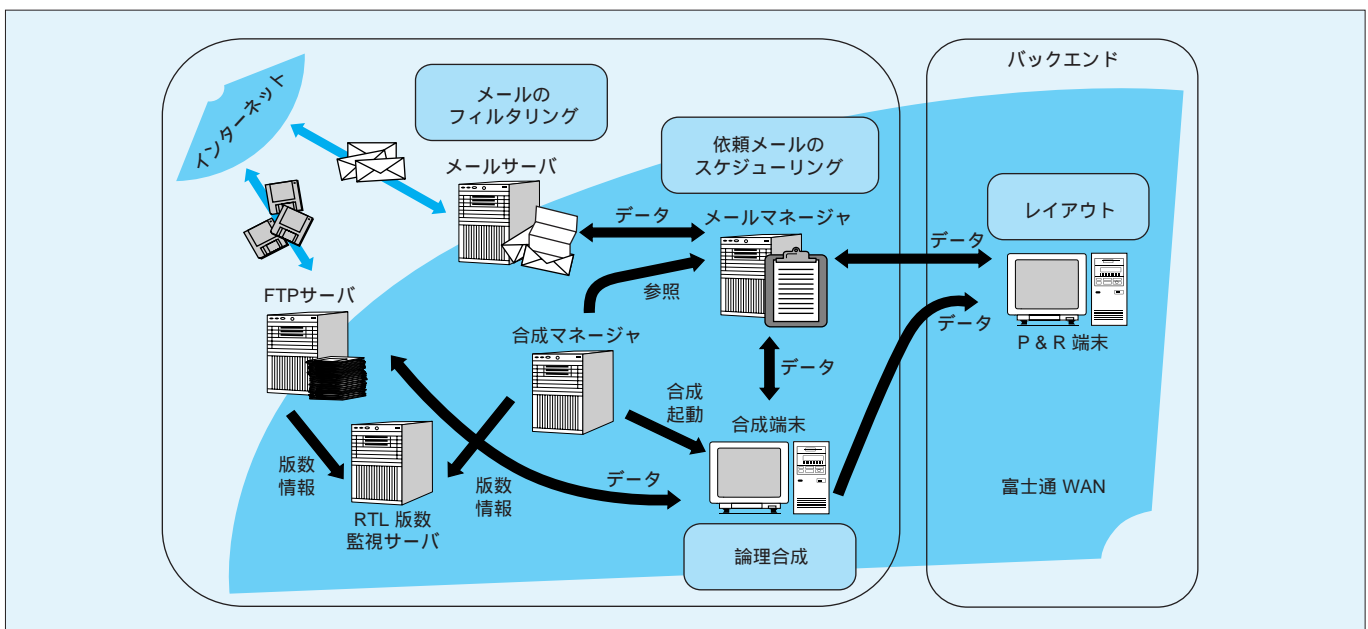 バックエンド
インターネット
メールの
フィルタリング
メールサーバ
依頼メールの
スケジューリング
データ
メールマネージャ
レイアウト
データ
参照
FTPサーバ
合成マネージャ
データ
P & R 端末
データ
合成
起動
合成端末
版数
情報
版数
情報
データ
RTL 版数
監視サーバ
富士通 WAN
論理合成